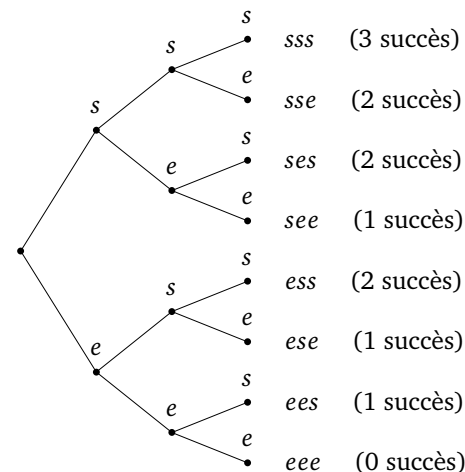 s
s
sss (3 succès)
s
e
sse (2 succès)
s
ses (2 succès)
e
e
see (1 succès)
s
ess (2 succès)
s
e
ese (1 succès)
e
s
ees (1 succès)
e
e
eee (0 succès)